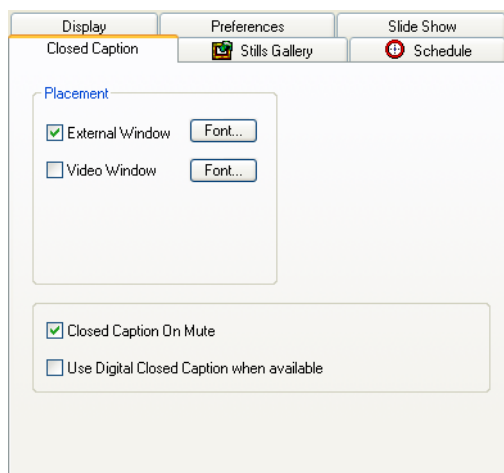 Display Preferences Slide Show
Closed Caption Stills Gallery Schedule
Placement
External Window Font...
Video Window Font...
Closed Caption On Mute
Use Digital Closed Caption when available